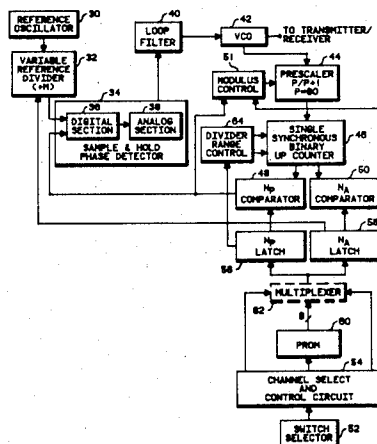 REFERENCE OSCILLATOR
30
40
LOOP FILTER
42
VCO
TO TRANSMITTER/ RECEIVER
VARIABLE REFERENCE DIVIDER (÷M)
32
34
36
DIGITAL SECTION
38
ANALOG SECTION
SAMPLE & HOLD PHASE DETECTOR
51
MODULUS CONTROL
44
PRESCALER P/P+1 P=80
64
DIVIDER RANGE CONTROL
46
SINGLE SYNCHRONOUS BINARY UP COUNTER
48
50
NP COMPARATOR
NA COMPARATOR
58
NP LATCH
NA LATCH
56
MULTIPLEXER
62
8
60
PROM
54
CHANNEL SELECT AND CONTROL CIRCUIT
SWITCH SELECTOR
52